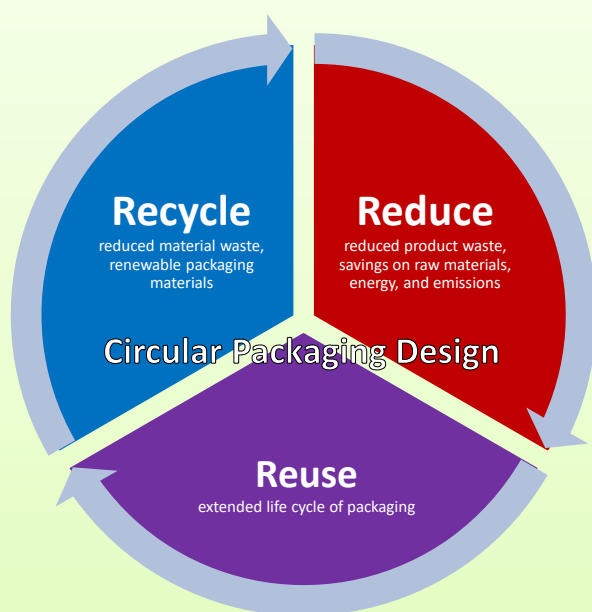 Recycle
reduced material waste,
renewable packaging
materials
Reduce
reduced product waste,
savings on raw materials,
energy, and emissions
Circular Packaging Design
Reuse
extended life cycle of packaging